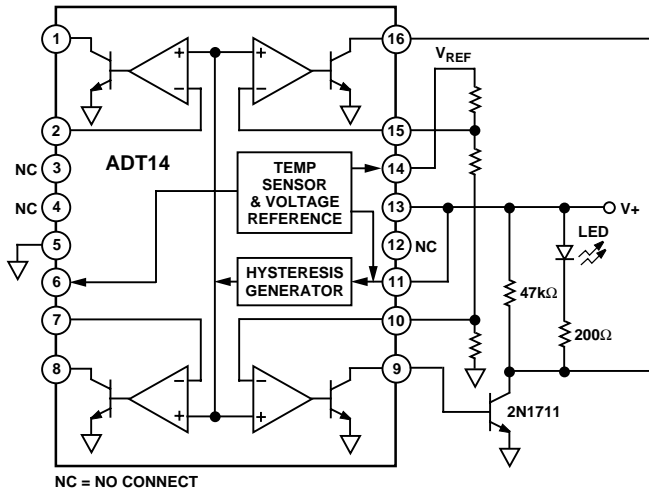 1
16
V_REF
+
+
−
−
2
15
ADT14
TEMP
SENSOR
& VOLTAGE
REFERENCE
NC 3
14
NC 4
13
V+
LED
5
12 NC
6
HYSTERESIS
GENERATOR
11
47kΩ
200Ω
7
10
−
−
8
9
+
+
2N1711
NC = NO CONNECT